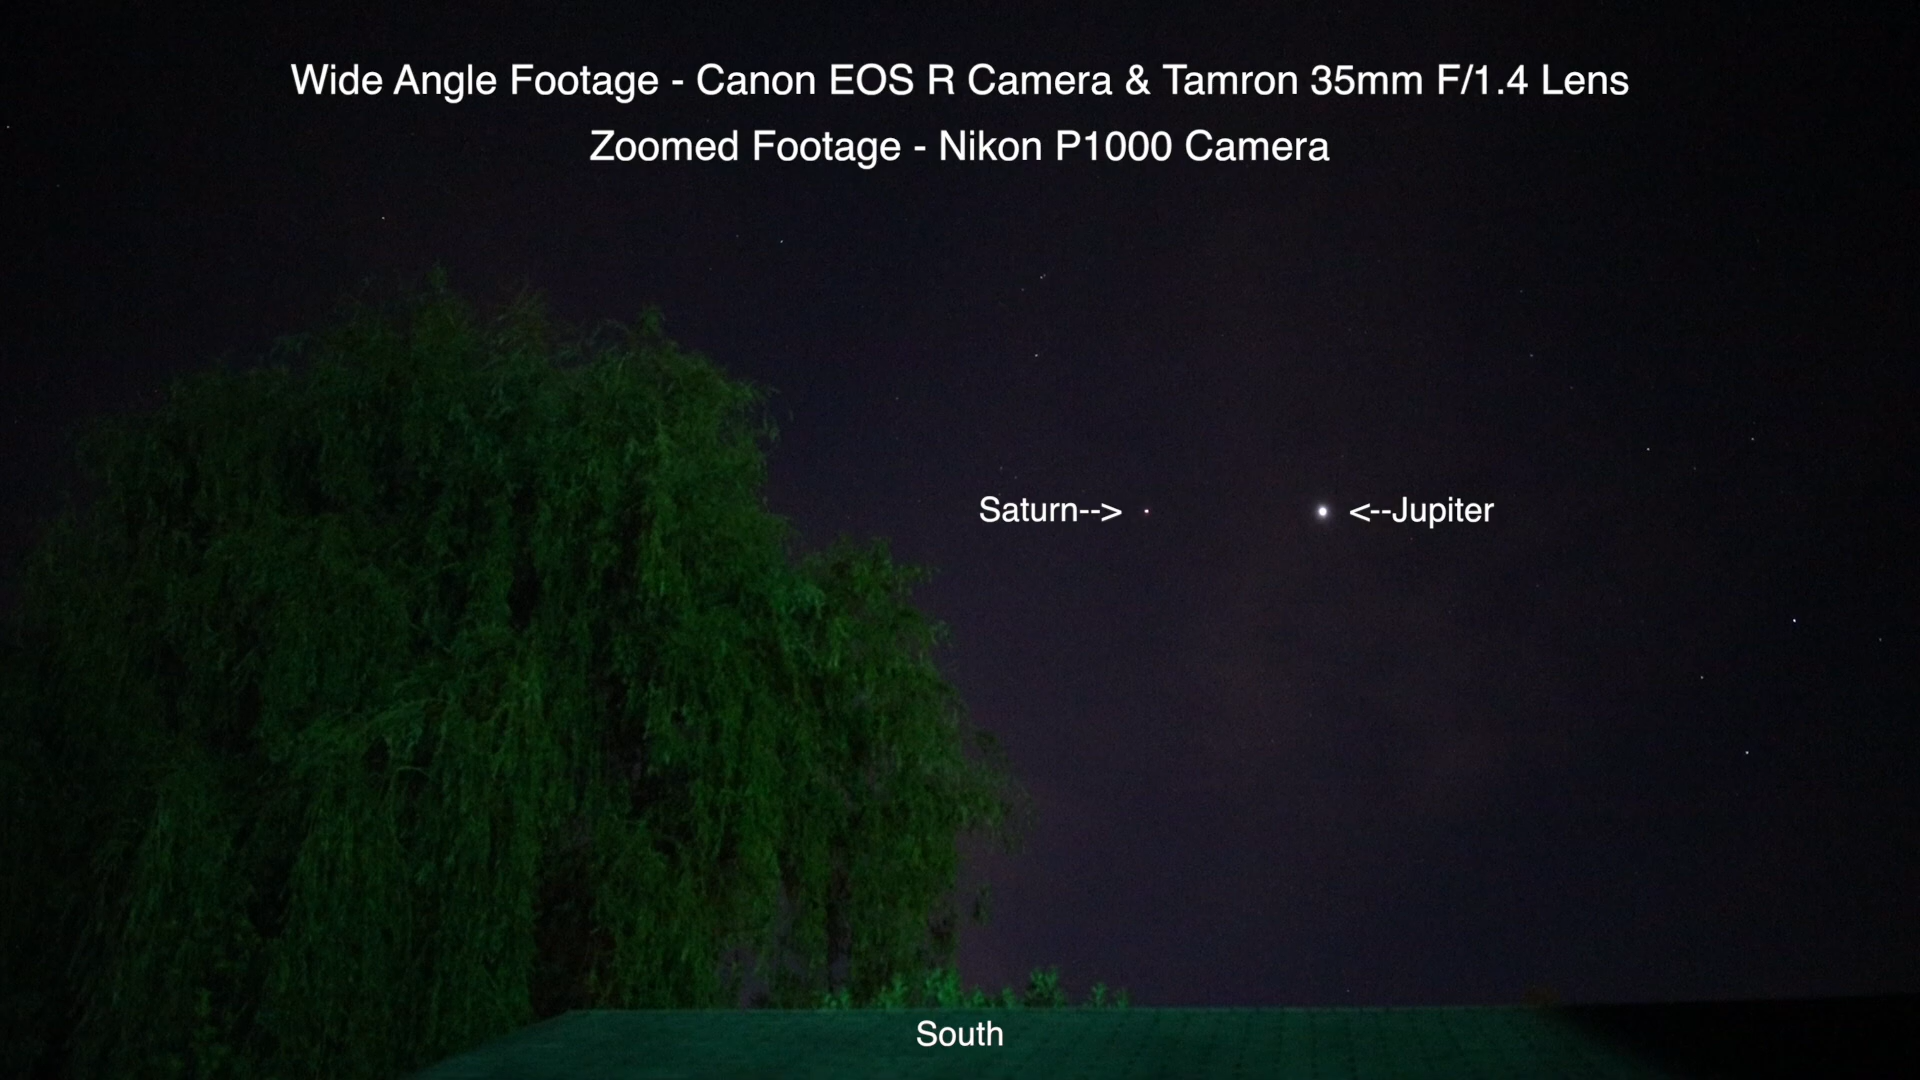 Wide Angle Footage - Canon EOS R Camera & Tamron 35mm F/1.4 Lens
Zoomed Footage - Nikon P1000 Camera
Saturn--> <--Jupiter
South